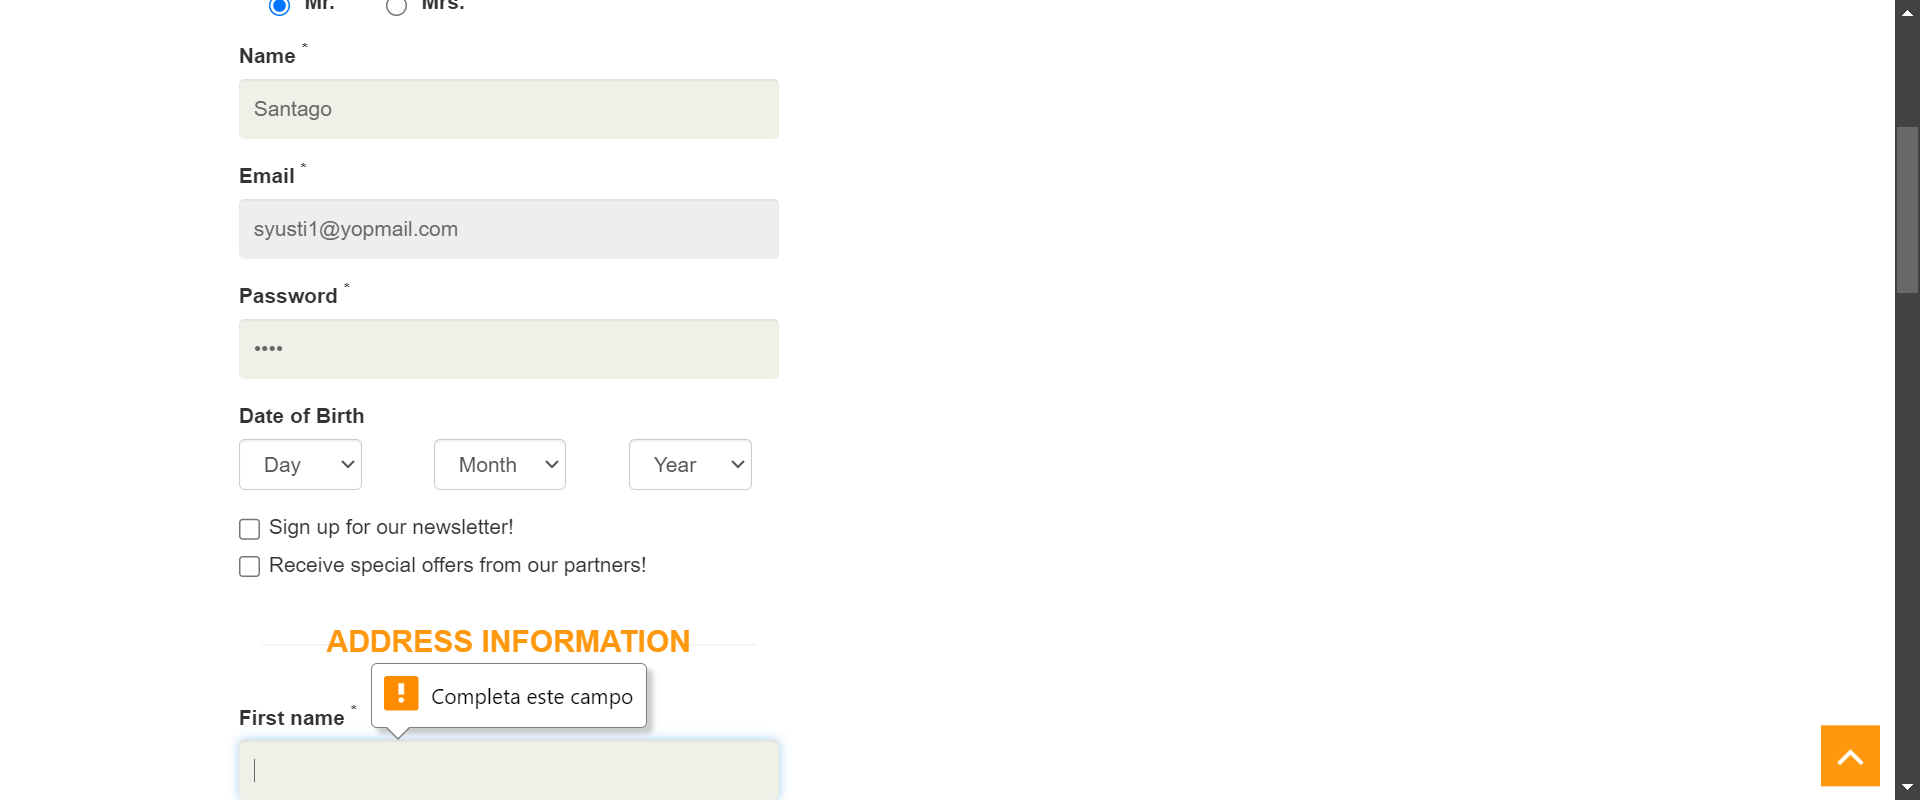 Mr. Mrs.
Name *
Santago
Email *
syusti1@yopmail.com
Password *
••••
Date of Birth
Day Month Year
Sign up for our newsletter!
Receive special offers from our partners!
ADDRESS INFORMATION
Completa este campo
First name *